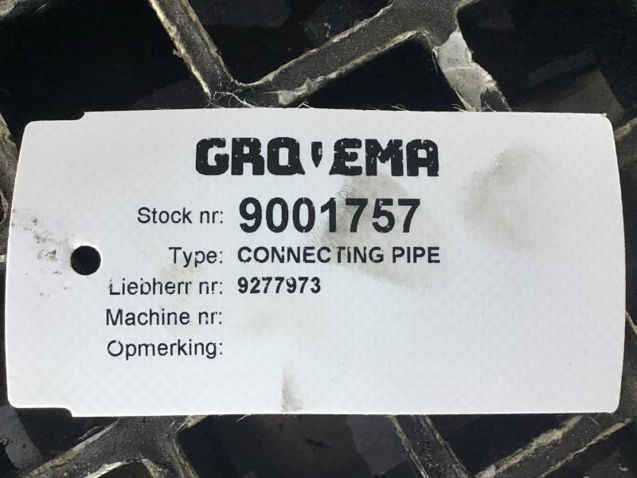 GROVEMA
Stock nr: 9001757
Type: CONNECTING PIPE
Liebherr nr: 9277973
Machine nr:
Opmerking: